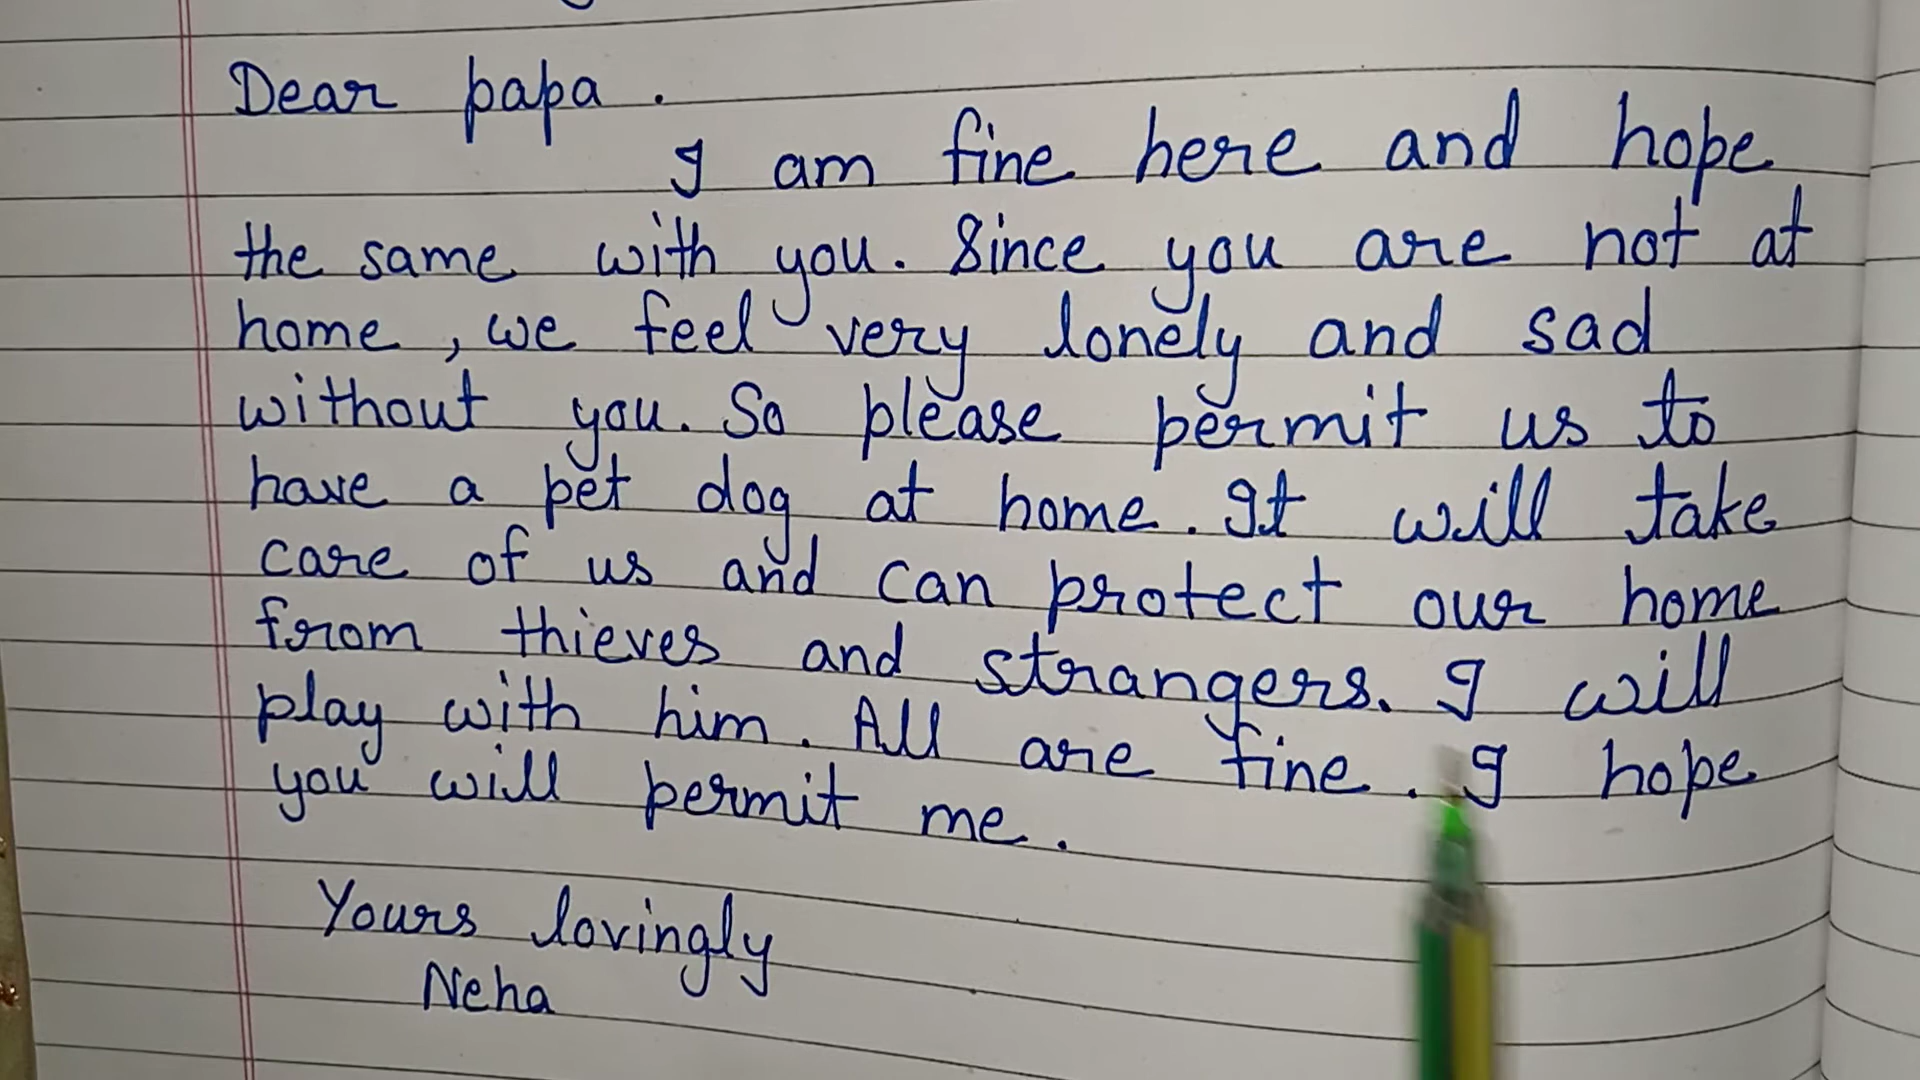 Dear papa .
I am fine here and hope
the same with you. Since you are not at
home , we feel very lonely and sad
without you. So please permit us to
have a pet dog at home. It will take
care of us and can protect our home
from thieves and strangers. I will
play with him. All are fine. I hope
you will permit me.
Yours lovingly
Neha